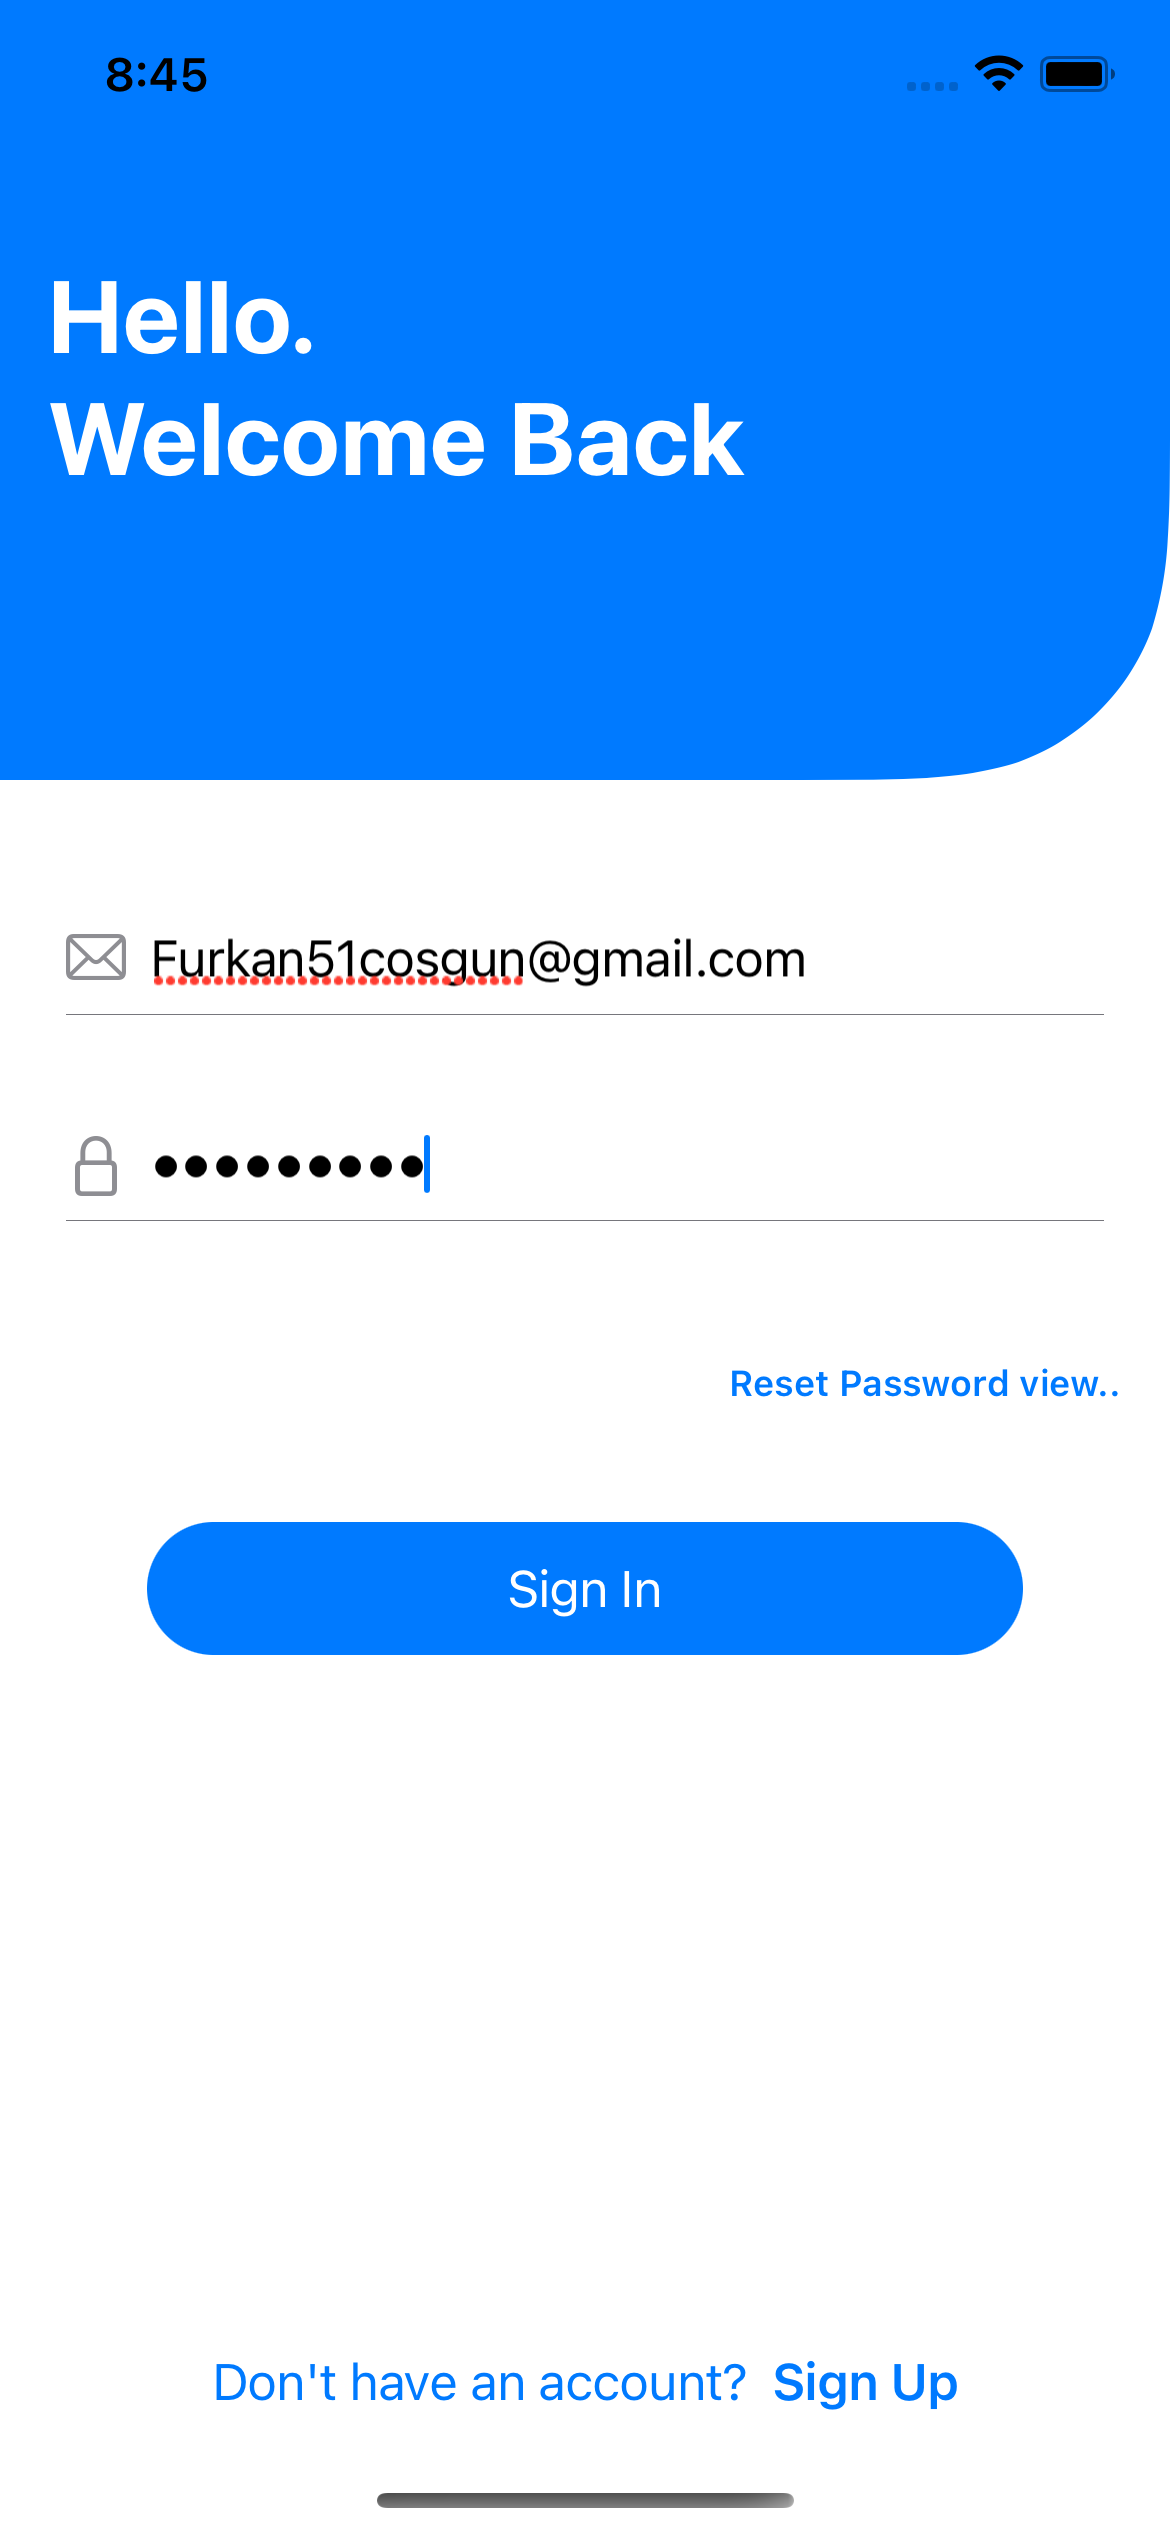 8:45
Hello.
Welcome Back
Furkan51cosgun@gmail.com
•••••••••
Reset Password view..
Sign In
Don't have an account? Sign Up